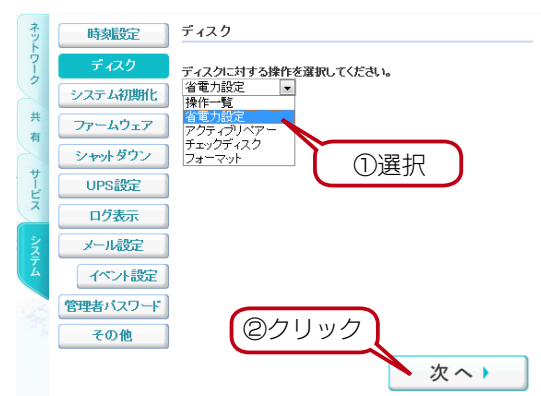 ネットワーク
共有
サービス
システム
時刻設定
ディスク
システム初期化
ファームウェア
シャットダウン
UPS設定
ログ表示
メール設定
イベント設定
管理者パスワード
その他
ディスク
ディスクに対する操作を選択してください。
省電力設定
操作一覧
省電力設定
アクティブリペアー
チェックディスク
フォーマット
①選択
②クリック
次へ